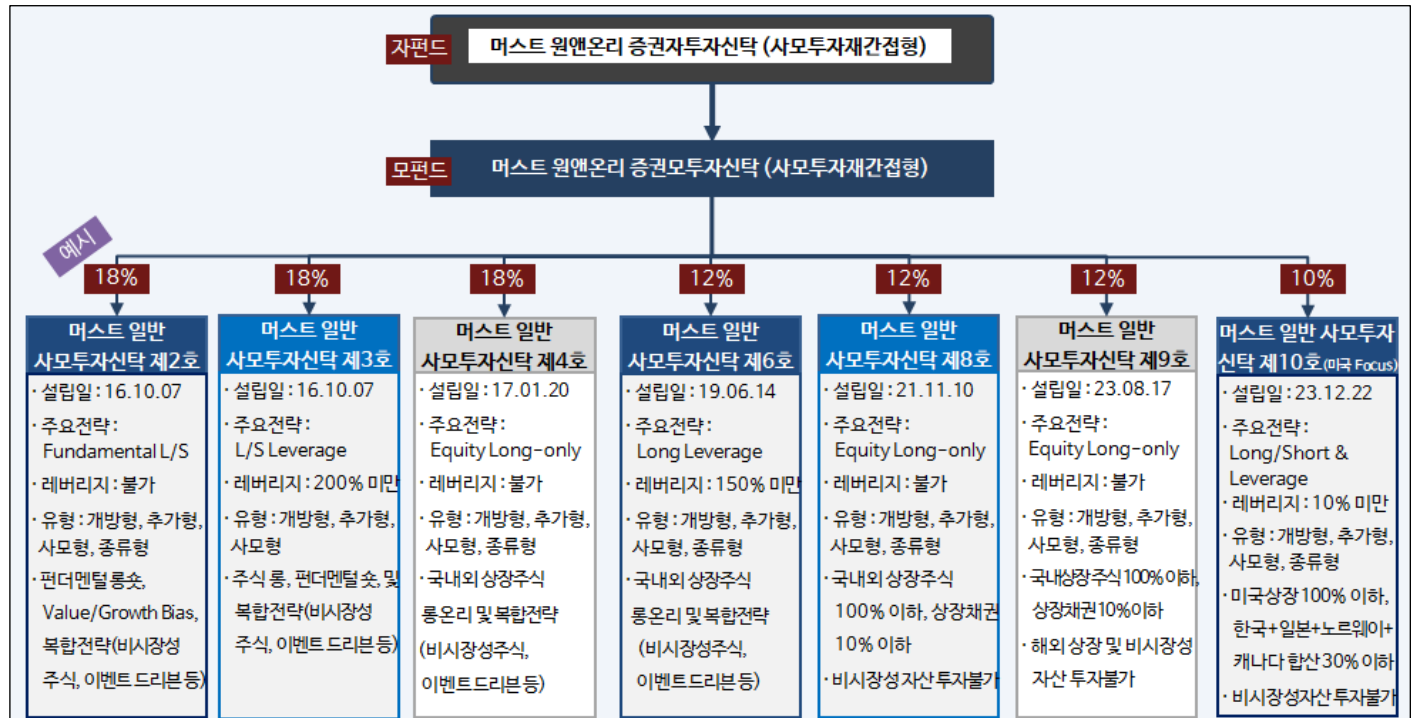 자펀드
머스트 원앤온리 증권자투자신탁 (사모투자재간접형)
모펀드
머스트 원앤온리 증권모투자신탁 (사모투자재간접형)
예시
18%
18%
18%
12%
12%
12%
10%
머스트 일반
사모투자신탁 제2호
· 설립일 : 16.10.07
· 주요전략 :
Fundamental L/S
· 레버리지 : 불가
· 유형 : 개방형, 추가형,
사모형, 종류형
· 펀더멘털 롱숏,
Value/Growth Bias,
복합전략(비시장성
주식, 이벤트 드리븐 등)
머스트 일반
사모투자신탁 제3호
· 설립일 : 16.10.07
· 주요전략 :
L/S Leverage
· 레버리지 : 200% 미만
· 유형 : 개방형, 추가형,
사모형
· 주식 롱, 펀더멘털 숏, 및
복합전략(비시장성
주식, 이벤트 드리븐 등)
머스트 일반
사모투자신탁 제4호
· 설립일 : 17.01.20
· 주요전략 :
Equity Long-only
· 레버리지 : 불가
· 유형 : 개방형, 추가형,
사모형, 종류형
· 국내외 상장주식
롱온리 및 복합전략
(비시장성주식,
이벤트드리븐 등)
머스트 일반
사모투자신탁 제6호
· 설립일 : 19.06.14
· 주요전략 :
Long Leverage
· 레버리지 : 150% 미만
· 유형 : 개방형, 추가형,
사모형, 종류형
· 국내외 상장주식
롱온리 및 복합전략
(비시장성주식,
이벤트드리븐 등)
머스트 일반
사모투자신탁 제8호
· 설립일 : 21.11.10
· 주요전략 :
Equity Long-only
· 레버리지 : 불가
· 유형 : 개방형, 추가형,
사모형, 종류형
· 국내외 상장주식
100% 이하, 상장채권
10% 이하
· 비시장성 자산 투자불가
머스트 일반
사모투자신탁 제9호
· 설립일 : 23.08.17
· 주요전략 :
Equity Long-only
· 레버리지 : 불가
· 유형 : 개방형, 추가형,
사모형, 종류형
· 국내상장 주식 100% 이하,
상장채권 10%이하
· 해외 상장 및 비시장성
자산 투자불가
머스트 일반 사모투자
신탁 제10호(미국 Focus)
· 설립일 : 23.12.22
· 주요전략 :
Long/Short &
Leverage
· 레버리지 : 10% 미만
· 유형 : 개방형, 추가형,
사모형, 종류형
· 미국상장 100% 이하,
한국+일본+노르웨이+
캐나다 합산 30% 이하
· 비시장성자산 투자불가